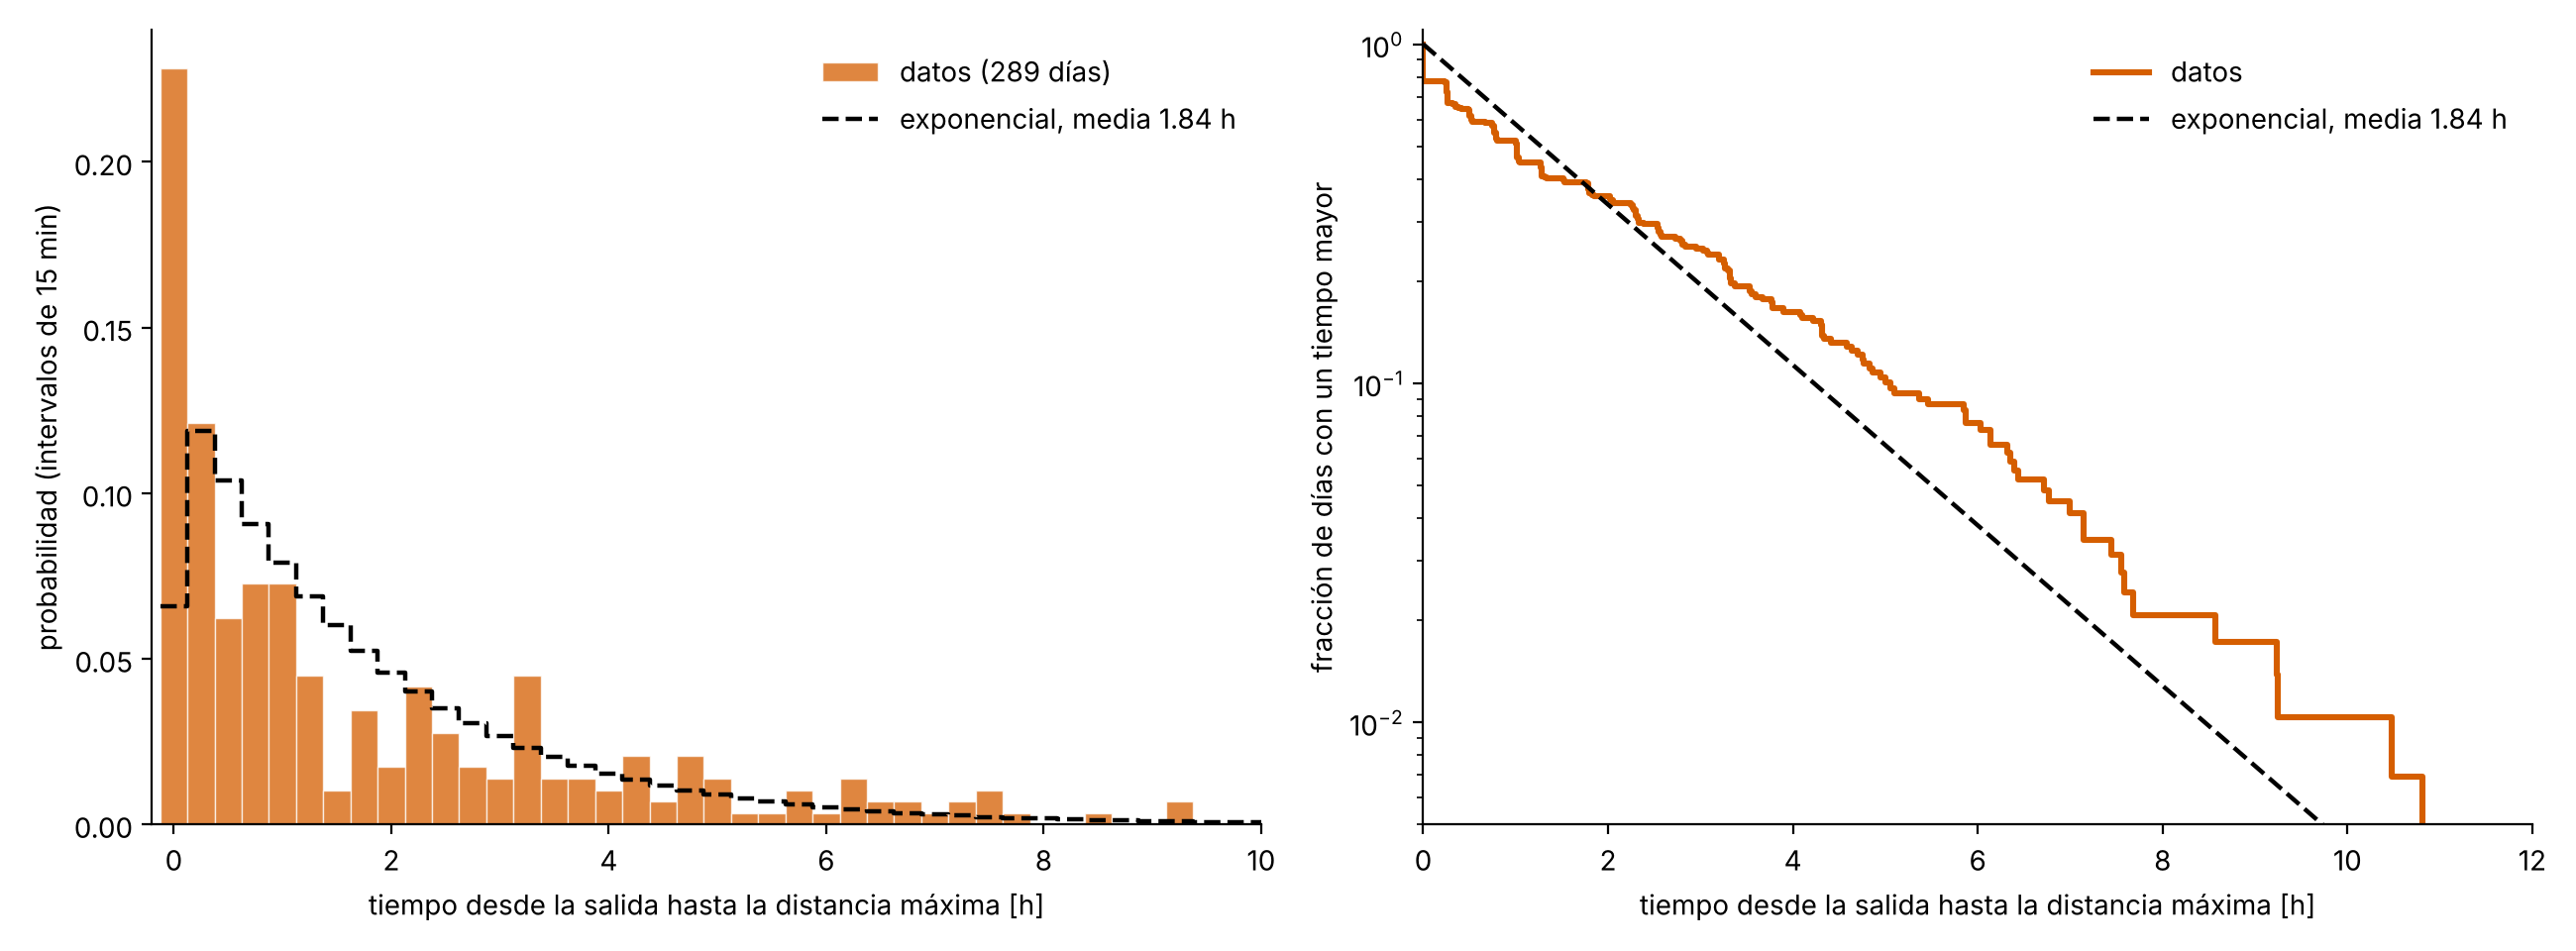 datos (289 días)
exponencial, media 1.84 h
probabilidad (intervalos de 15 min)
0.20
0.15
0.10
0.05
0.00
0
2
4
6
8
10
tiempo desde la salida hasta la distancia máxima [h]
datos
exponencial, media 1.84 h
fracción de días con un tiempo mayor
10⁰
10⁻¹
10⁻²
0
2
4
6
8
10
12
tiempo desde la salida hasta la distancia máxima [h]